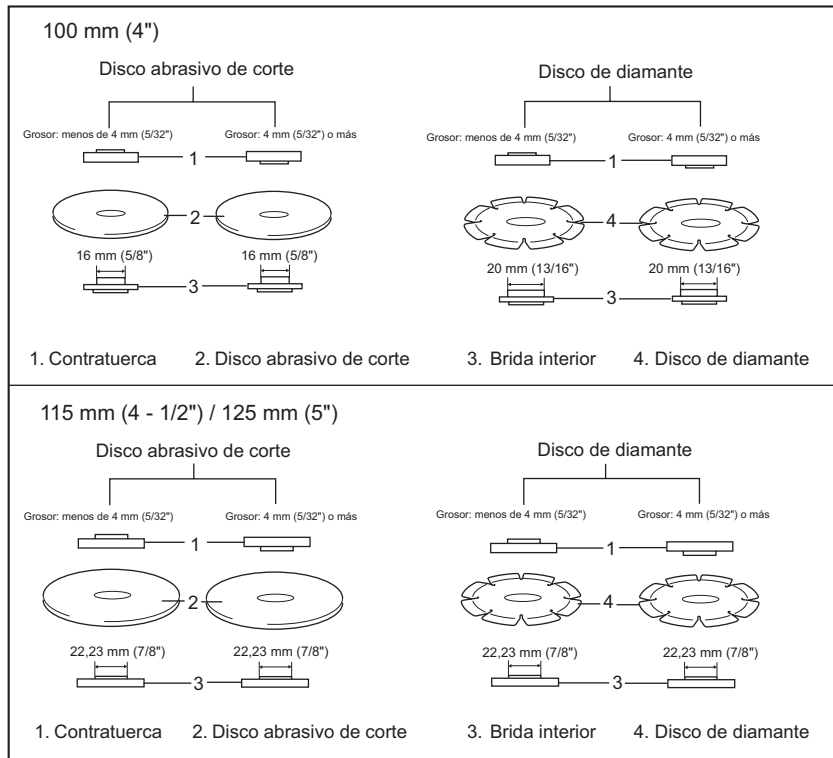 100 mm (4")
Disco abrasivo de corte
Disco de diamante
Grosor: menos de 4 mm (5/32") Grosor: 4 mm (5/32") o más
Grosor: menos de 4 mm (5/32") Grosor: 4 mm (5/32") o más
1
1
2
4
16 mm (5/8") 16 mm (5/8")
20 mm (13/16") 20 mm (13/16")
3
3
1. Contratuerca 2. Disco abrasivo de corte 3. Brida interior 4. Disco de diamante
115 mm (4 - 1/2") / 125 mm (5")
Disco abrasivo de corte
Disco de diamante
Grosor: menos de 4 mm (5/32") Grosor: 4 mm (5/32") o más
Grosor: menos de 4 mm (5/32") Grosor: 4 mm (5/32") o más
1
1
2
4
22,23 mm (7/8") 22,23 mm (7/8")
22,23 mm (7/8") 22,23 mm (7/8")
3
3
1. Contratuerca 2. Disco abrasivo de corte 3. Brida interior 4. Disco de diamante